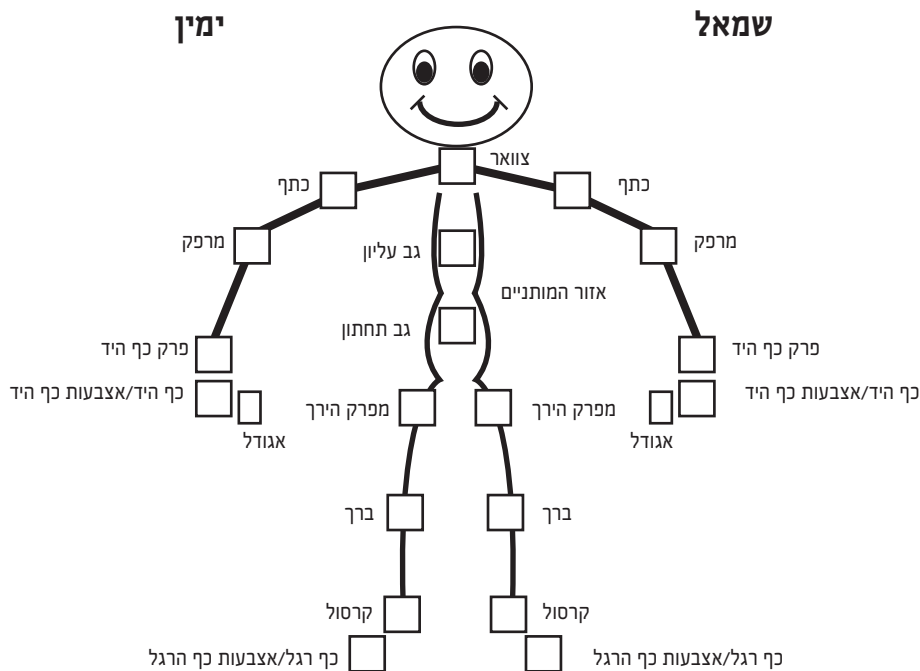 ימין שמאל
צוואר
כתף כתף
מרפק מרפק
גב עליון
אזור המותניים
גב תחתון
פרק כף היד פרק כף היד
כף היד/אצבעות כף היד כף היד/אצבעות כף היד
מפרק הירך מפרק הירך
אגודל אגודל
ברך ברך
קרסול קרסול
כף רגל/אצבעות כף הרגל כף רגל/אצבעות כף הרגל